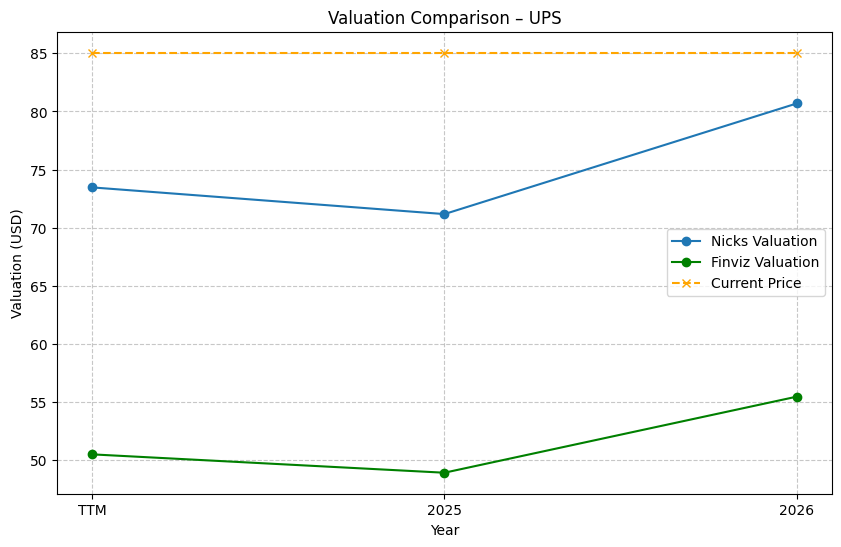 Valuation Comparison – UPS
Valuation (USD)
85
80
75
70
65
60
55
50
Nicks Valuation
Finviz Valuation
Current Price
TTM
2025
2026
Year